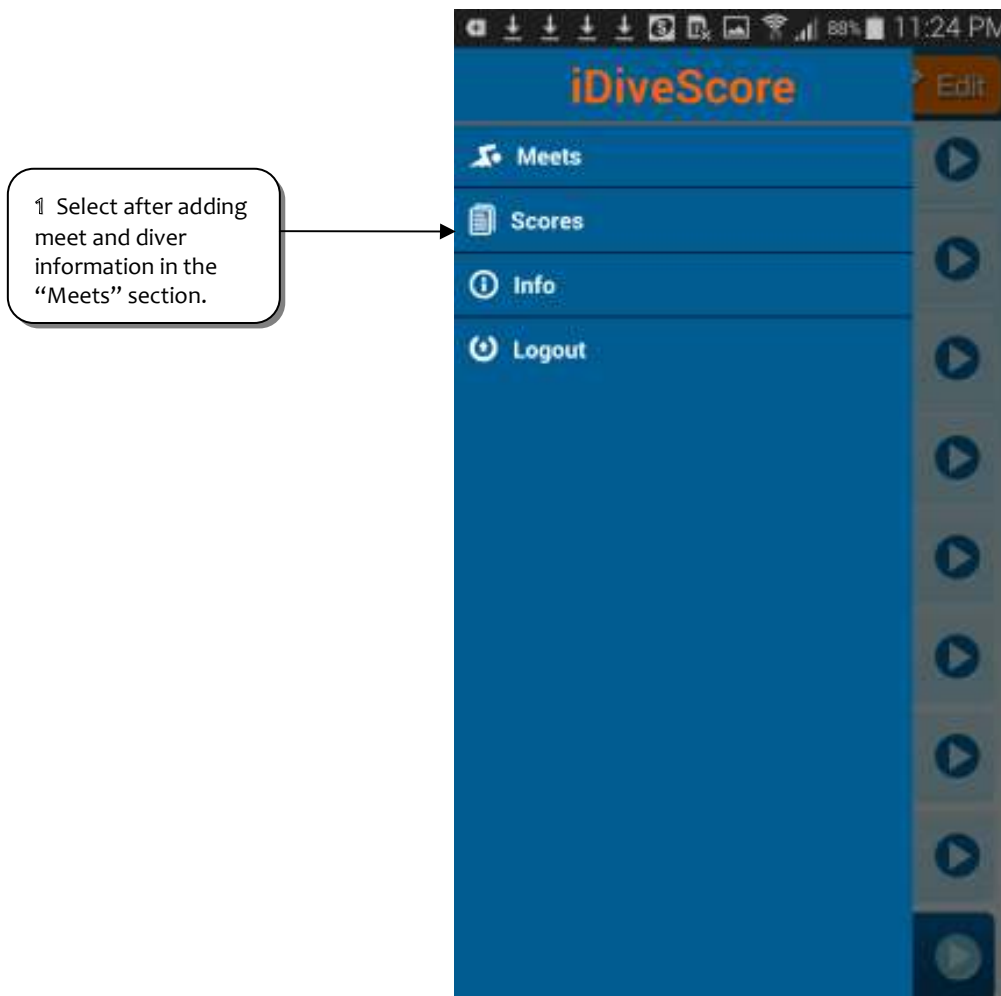 88% 11:24 PM
iDiveScore
Edit
Meets
1 Select after adding
meet and diver
information in the
“Meets” section.
Scores
Info
Logout